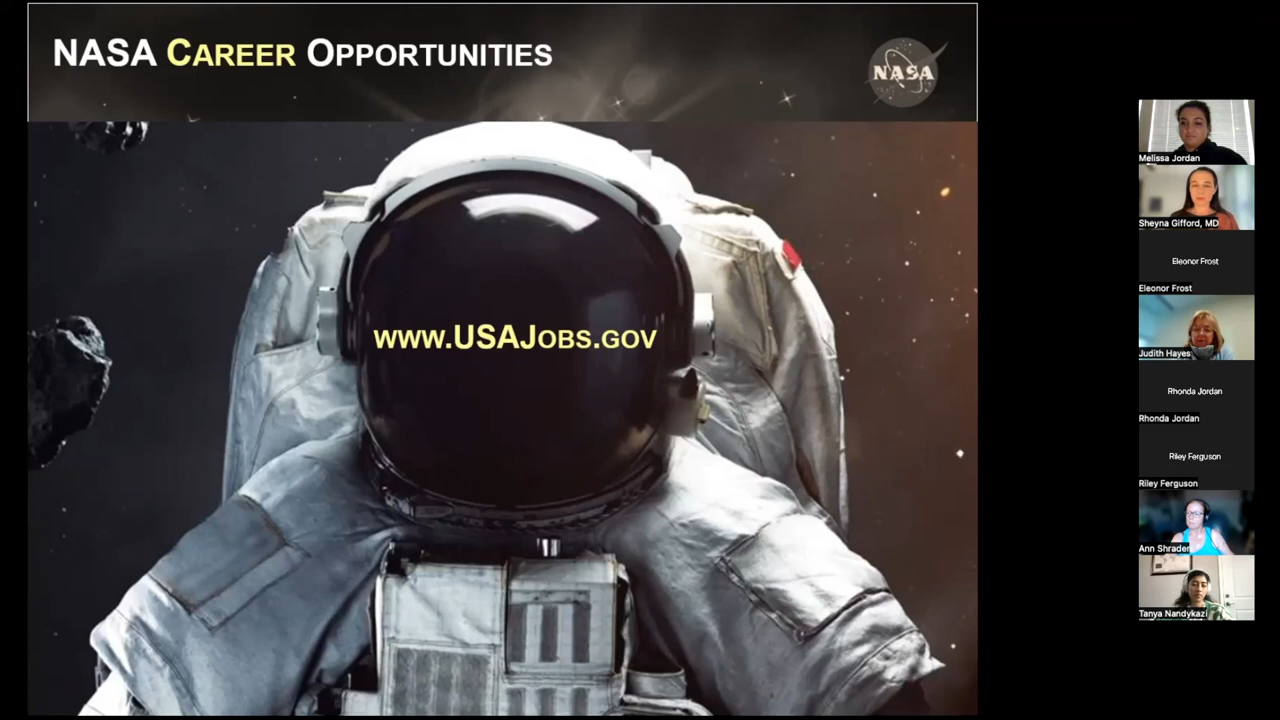 NASA CAREER OPPORTUNITIES
NASA
WWW.USAJOBS.GOV
Melissa Jordan
Sheyna Gifford, MD
Eleonor Frost
Eleonor Frost
Judith Hayes
Rhonda Jordan
Rhonda Jordan
Riley Ferguson
Riley Ferguson
Ann Shrader
Tanya Nandykazi